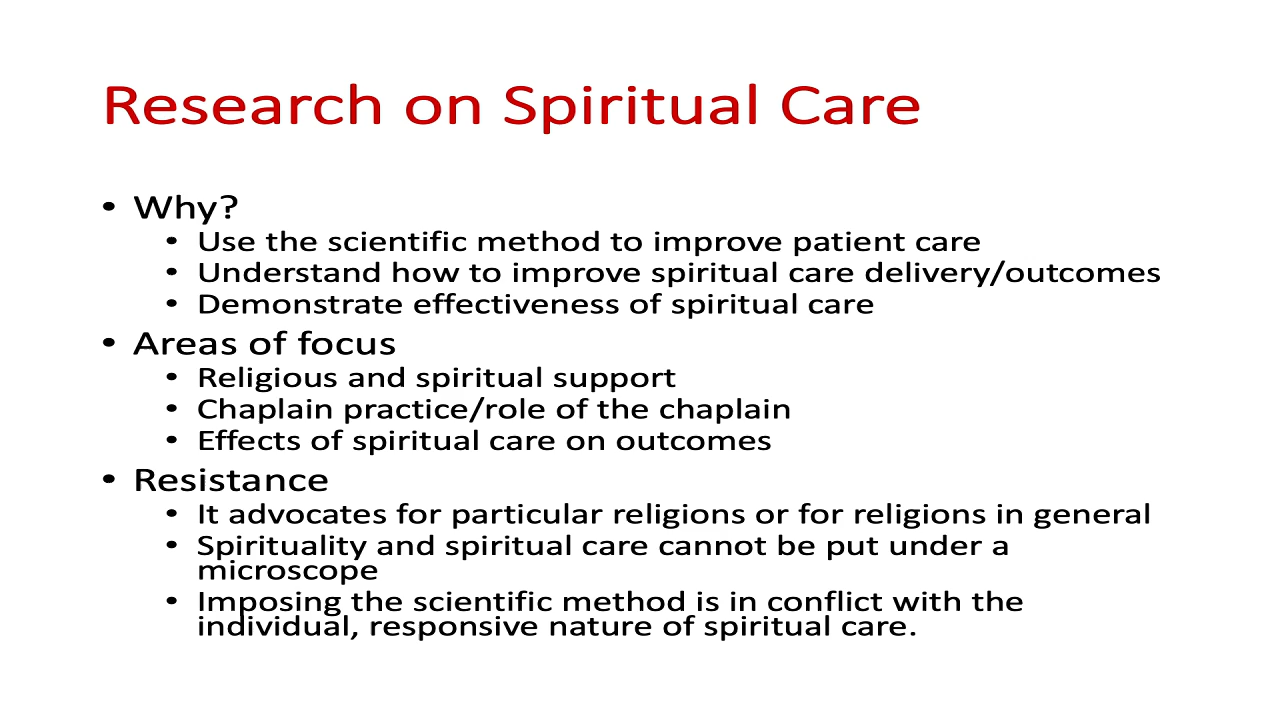 Research on Spiritual Care
• Why?
• Use the scientific method to improve patient care
• Understand how to improve spiritual care delivery/outcomes
• Demonstrate effectiveness of spiritual care
• Areas of focus
• Religious and spiritual support
• Chaplain practice/role of the chaplain
• Effects of spiritual care on outcomes
• Resistance
• It advocates for particular religions or for religions in general
• Spirituality and spiritual care cannot be put under a
microscope
• Imposing the scientific method is in conflict with the
individual, responsive nature of spiritual care.